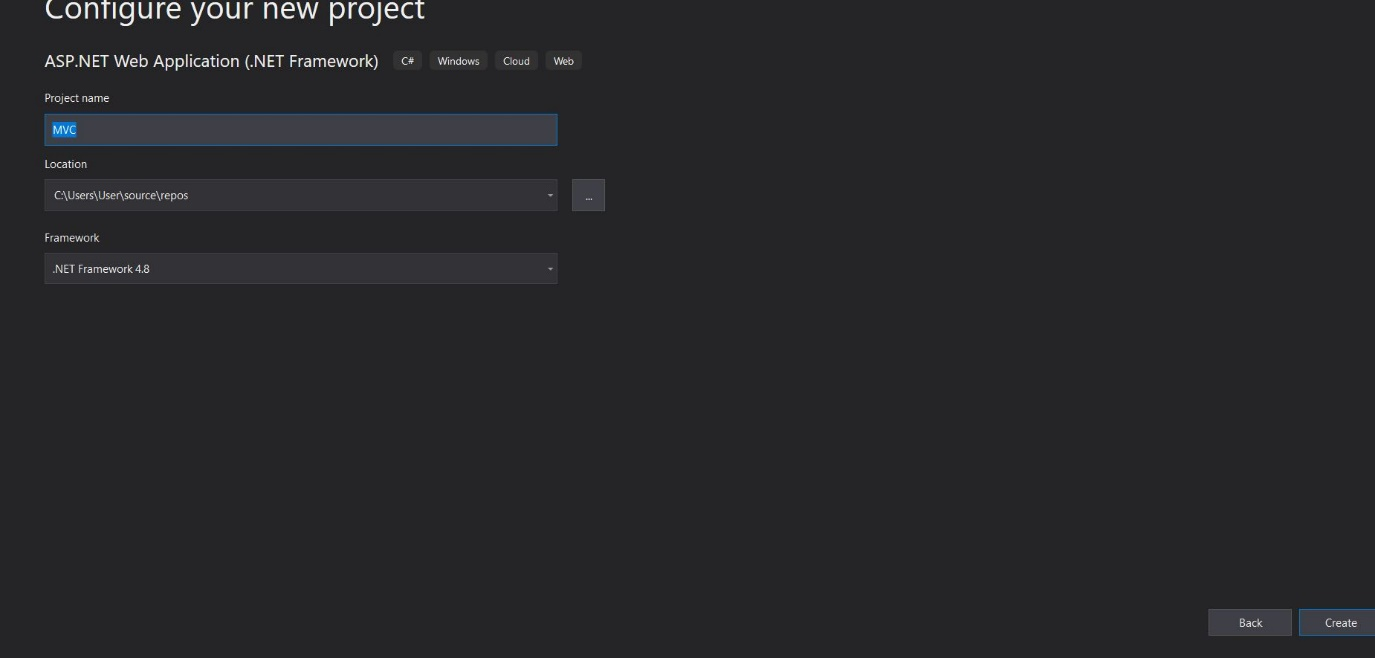 Configure your new project
ASP.NET Web Application (.NET Framework) C# Windows Cloud Web
Project name
MVC
Location
C:\Users\User\source\repos
...
Framework
.NET Framework 4.8
Back Create